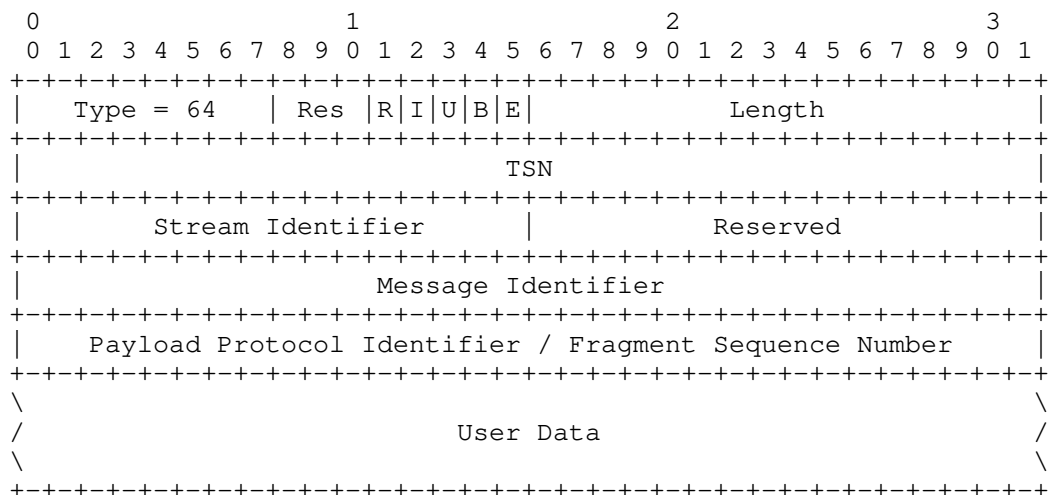 0                   1                   2                   3
 0 1 2 3 4 5 6 7 8 9 0 1 2 3 4 5 6 7 8 9 0 1 2 3 4 5 6 7 8 9 0 1
+-+-+-+-+-+-+-+-+-+-+-+-+-+-+-+-+-+-+-+-+-+-+-+-+-+-+-+-+-+-+-+-+
|   Type = 64   | Res |R|I|U|B|E|            Length             |
+-+-+-+-+-+-+-+-+-+-+-+-+-+-+-+-+-+-+-+-+-+-+-+-+-+-+-+-+-+-+-+-+
|                              TSN                              |
+-+-+-+-+-+-+-+-+-+-+-+-+-+-+-+-+-+-+-+-+-+-+-+-+-+-+-+-+-+-+-+-+
|        Stream Identifier      |           Reserved            |
+-+-+-+-+-+-+-+-+-+-+-+-+-+-+-+-+-+-+-+-+-+-+-+-+-+-+-+-+-+-+-+-+
|                      Message Identifier                       |
+-+-+-+-+-+-+-+-+-+-+-+-+-+-+-+-+-+-+-+-+-+-+-+-+-+-+-+-+-+-+-+-+
|    Payload Protocol Identifier / Fragment Sequence Number     |
+-+-+-+-+-+-+-+-+-+-+-+-+-+-+-+-+-+-+-+-+-+-+-+-+-+-+-+-+-+-+-+-+
\                                                               \
/                           User Data                           /
\                                                               \
+-+-+-+-+-+-+-+-+-+-+-+-+-+-+-+-+-+-+-+-+-+-+-+-+-+-+-+-+-+-+-+-+